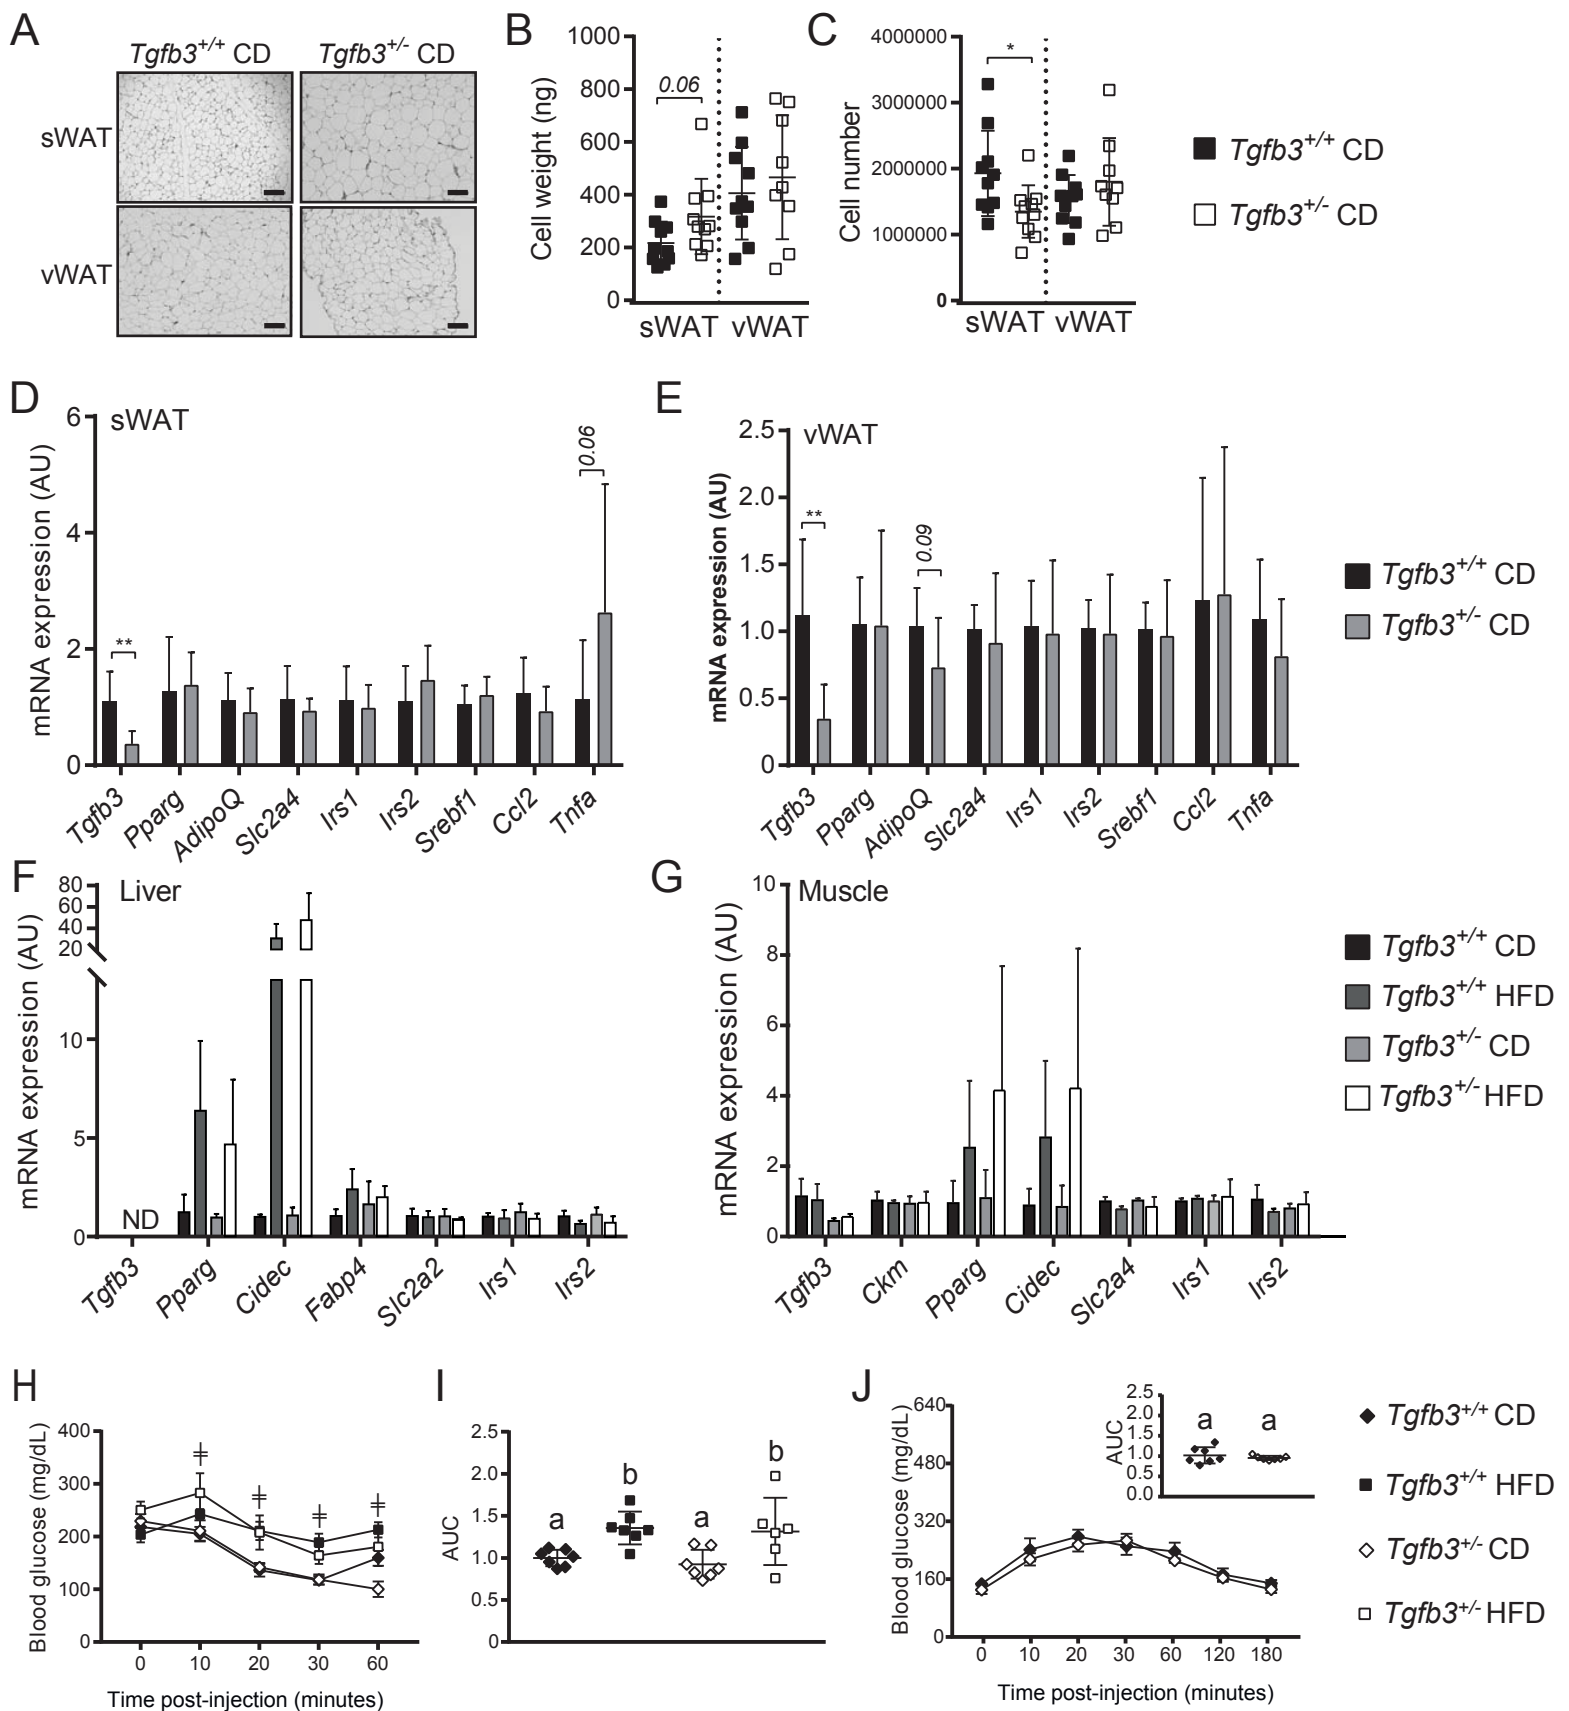 A
Tgfb3+/+ CD
Tgfb3+/- CD
sWAT
vWAT
B
Cell weight (ng)
1000
800
600
400
200
0
0.06
sWAT
vWAT
C
Cell number
4000000
3000000
2000000
1000000
0
*
sWAT
vWAT
Tgfb3+/+ CD
Tgfb3+/- CD
D
sWAT
mRNA expression (AU)
6
4
2
0
**
0.06
Tgfb3
Pparg
AdipoQ
Slc2a4
Irs1
Irs2
Srebf1
Ccl2
Tnfa
E
vWAT
mRNA expression (AU)
2.5
2.0
1.5
1.0
0.5
0
**
0.09
Tgfb3
Pparg
AdipoQ
Slc2a4
Irs1
Irs2
Srebf1
Ccl2
Tnfa
Tgfb3+/+ CD
Tgfb3+/- CD
F
Liver
mRNA expression (AU)
80
60
40
20
10
5
0
ND
Tgfb3
Pparg
Cidec
Fabp4
Slc2a2
Irs1
Irs2
G
Muscle
mRNA expression (AU)
10
8
6
4
2
0
Tgfb3
Ckm
Pparg
Cidec
Slc2a4
Irs1
Irs2
Tgfb3+/+ CD
Tgfb3+/+ HFD
Tgfb3+/- CD
Tgfb3+/- HFD
H
Blood glucose (mg/dL)
400
300
200
100
0
ǂ
ǂ
ǂ
ǂ
0
10
20
30
60
Time post-injection (minutes)
I
AUC
2.5
2.0
1.5
1.0
0.5
0
a
b
a
b
J
Blood glucose (mg/dL)
640
480
320
160
0
AUC
2.5
2.0
1.5
1.0
0.5
0.0
a
a
0
10
20
30
60
120
180
Time post-injection (minutes)
Tgfb3+/+ CD
Tgfb3+/+ HFD
Tgfb3+/- CD
Tgfb3+/- HFD